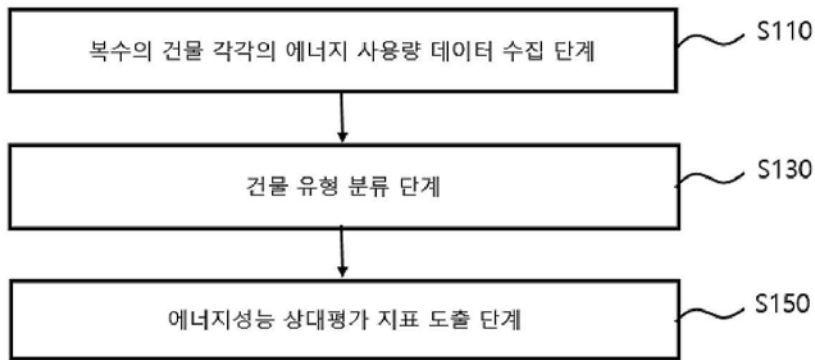 복수의 건물 각각의 에너지 사용량 데이터 수집 단계
S110
건물 유형 분류 단계
S130
에너지성능 상대평가 지표 도출 단계
S150